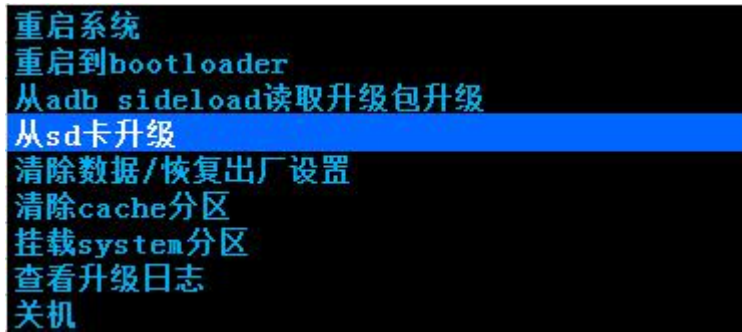 重启系统
重启到bootloader
从adb sideload读取升级包升级
从sd卡升级
清除数据/恢复出厂设置
清除cache分区
挂载system分区
查看升级日志
关机